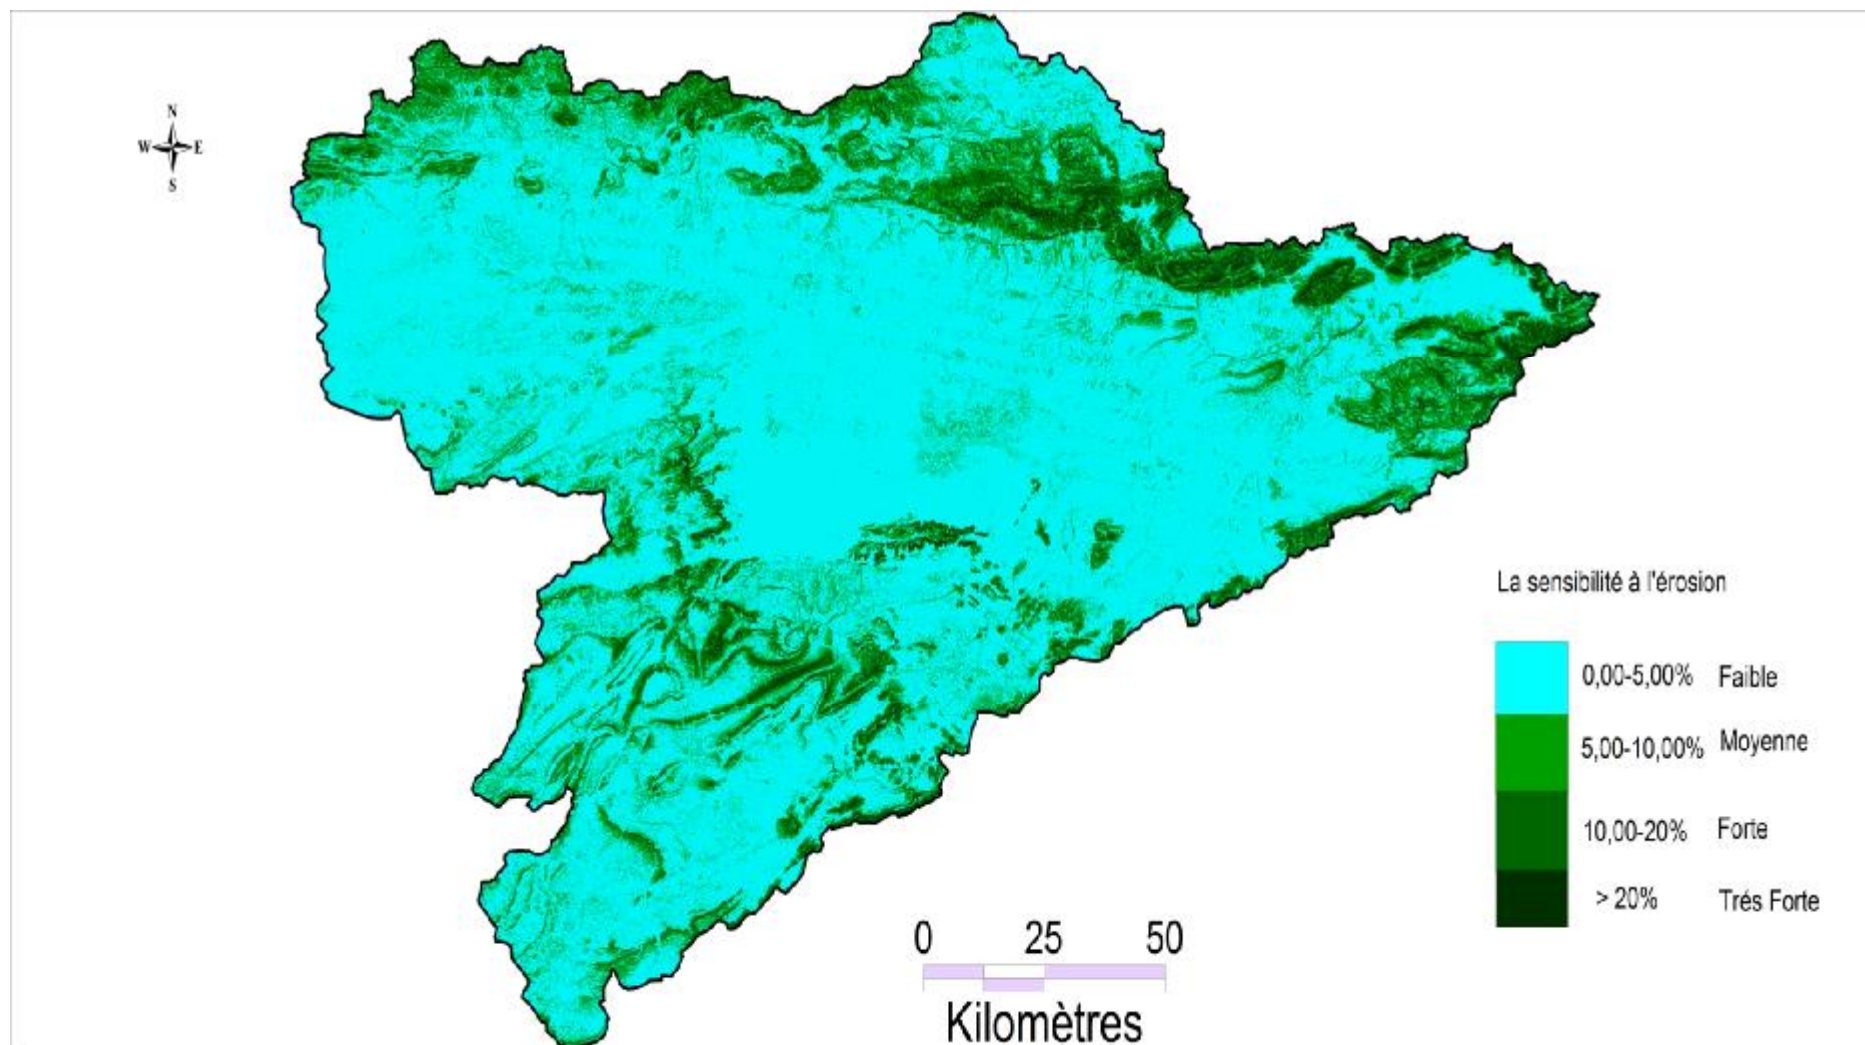 N
W E
S
La sensibilité à l'érosion
0,00-5,00% Faible
5,00-10,00% Moyenne
10,00-20% Forte
> 20% Trés Forte
0 25 50
Kilomètres